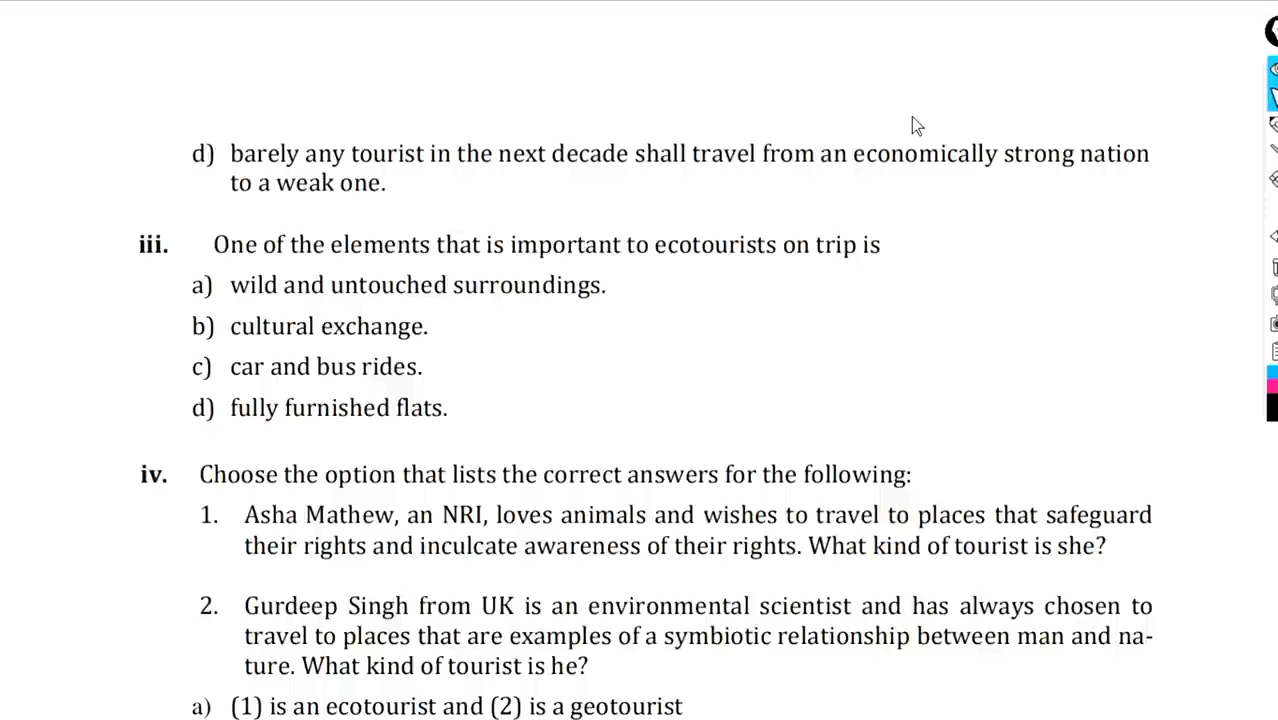 d) barely any tourist in the next decade shall travel from an economically strong nation
to a weak one.
iii. One of the elements that is important to ecotourists on trip is
a) wild and untouched surroundings.
b) cultural exchange.
c) car and bus rides.
d) fully furnished flats.
iv. Choose the option that lists the correct answers for the following:
1. Asha Mathew, an NRI, loves animals and wishes to travel to places that safeguard
their rights and inculcate awareness of their rights. What kind of tourist is she?
2. Gurdeep Singh from UK is an environmental scientist and has always chosen to
travel to places that are examples of a symbiotic relationship between man and na-
ture. What kind of tourist is he?
a) (1) is an ecotourist and (2) is a geotourist